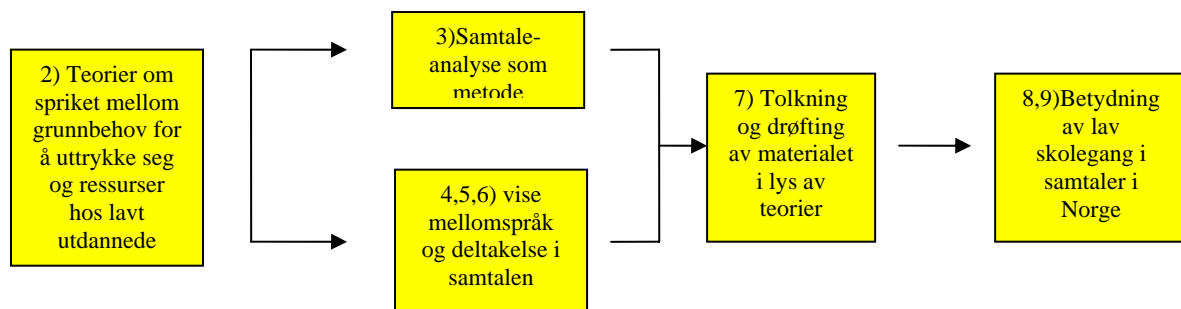 2) Teorier om
spriket mellom
grunnbehov for
å uttrykke seg
og ressurser
hos lavt
utdannede
3)Samtale-
analyse som
metode
4,5,6) vise
mellomspråk
og deltakelse i
samtalen
7) Tolkning
og drøfting
av materialet
i lys av
teorier
8,9)Betydning
av lav
skolegang i
samtaler i
Norge